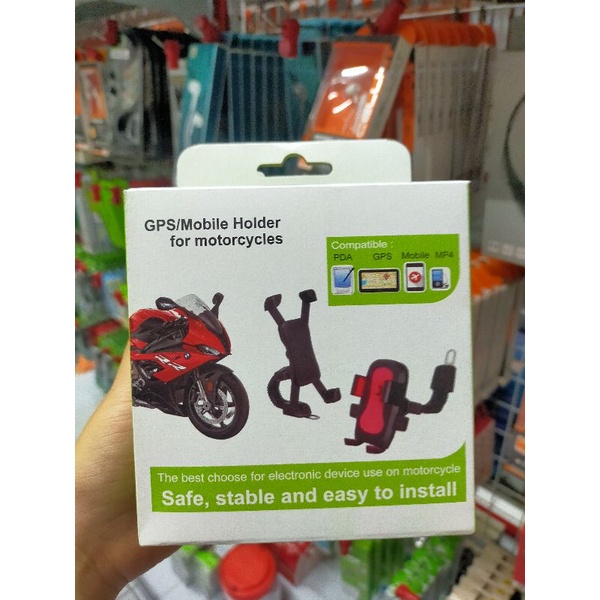 GPS/Mobile Holder
for motorcycles
Compatible :
PDA GPS Mobile MP4
RR
The best choose for electronic device use on motorcycle
Safe, stable and easy to install